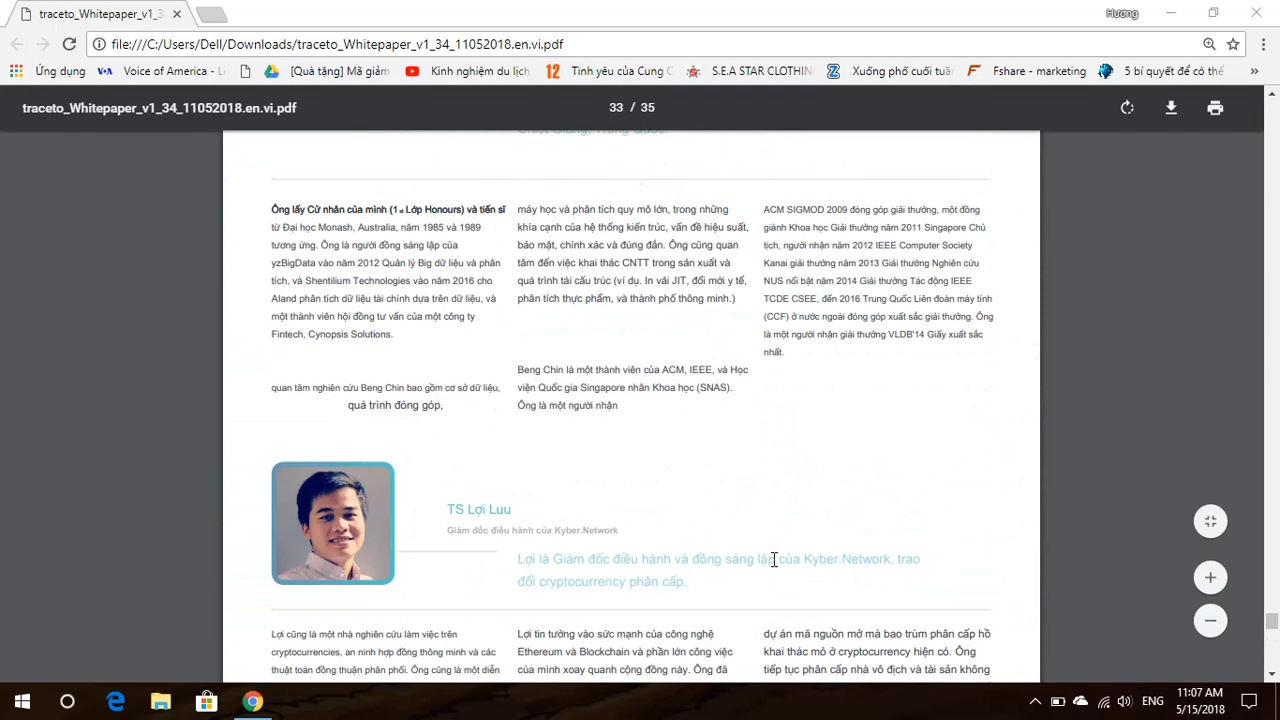 traceto_Whitepaper_v1_3
Hương
file:///C:/Users/Dell/Downloads/traceto_Whitepaper_v1_34_11052018.en.vi.pdf
Ứng dụng
VOA
Voice of America - L
[Quà tặng] Mã giảm
Kinh nghiệm du lịch
12
Tình yêu của Cung C
S.E.A STAR CLOTHIN
Z
Xuống phố cuối tuần
F
Fshare - marketing
5 bí quyết để có thể
»
traceto_Whitepaper_v1_34_11052018.en.vi.pdf
33 / 35
Chiết Giang, Trung Quốc.
Ông lấy Cử nhân của mình (1 st Lớp Honours) và tiến sĩ
từ Đại học Monash, Australia, năm 1985 và 1989
tương ứng. Ông là người đồng sáng lập của
yzBigData vào năm 2012 Quản lý Big dữ liệu và phân
tích, và Shentilium Technologies vào năm 2016 cho
Aland phân tích dữ liệu tài chính dựa trên dữ liệu, và
một thành viên hội đồng tư vấn của một công ty
Fintech, Cynopsis Solutions.
quan tâm nghiên cứu Beng Chin bao gồm cơ sở dữ liệu,
quá trình đóng góp,
máy học và phân tích quy mô lớn, trong những
khía cạnh của hệ thống kiến trúc, vấn đề hiệu suất,
bảo mật, chính xác và đúng đắn. Ông cũng quan
tâm đến việc khai thác CNTT trong sản xuất và
quá trình tái cấu trúc (ví dụ. In vải JIT, đổi mới y tế,
phân tích thực phẩm, và thành phố thông minh.)
Beng Chin là một thành viên của ACM, IEEE, và Học
viện Quốc gia Singapore nhân Khoa học (SNAS).
Ông là một người nhận
ACM SIGMOD 2009 đóng góp giải thưởng, một đồng
giành Khoa học Giải thưởng năm 2011 Singapore Chủ
tịch, người nhận năm 2012 IEEE Computer Society
Kanai giải thưởng năm 2013 Giải thưởng Nghiên cứu
NUS nổi bật năm 2014 Giải thưởng Tác động IEEE
TCDE CSEE, đến 2016 Trung Quốc Liên đoàn máy tính
(CCF) ở nước ngoài đóng góp xuất sắc giải thưởng. Ông
là một người nhận giải thưởng VLDB'14 Giấy xuất sắc
nhất.
TS Lợi Luu
Giám đốc điều hành của Kyber.Network
Lợi là Giám đốc điều hành và đồng sáng lập của Kyber.Network, trao
đổi cryptocurrency phân cấp.
Lợi cũng là một nhà nghiên cứu làm việc trên
cryptocurrencies, an ninh hợp đồng thông minh và các
thuật toán đồng thuận phân phối. Ông cũng là một diễn
Lợi tin tưởng vào sức mạnh của công nghệ
Ethereum và Blockchain và phần lớn công việc
của mình xoay quanh cộng đồng này. Ông đã
dự án mã nguồn mở mà bao trùm phân cấp hồ
khai thác mỏ ở cryptocurrency hiện có. Ông
tiếp tục phân cấp nhà vô địch và tài sản không
ENG
11:07 AM
5/15/2018